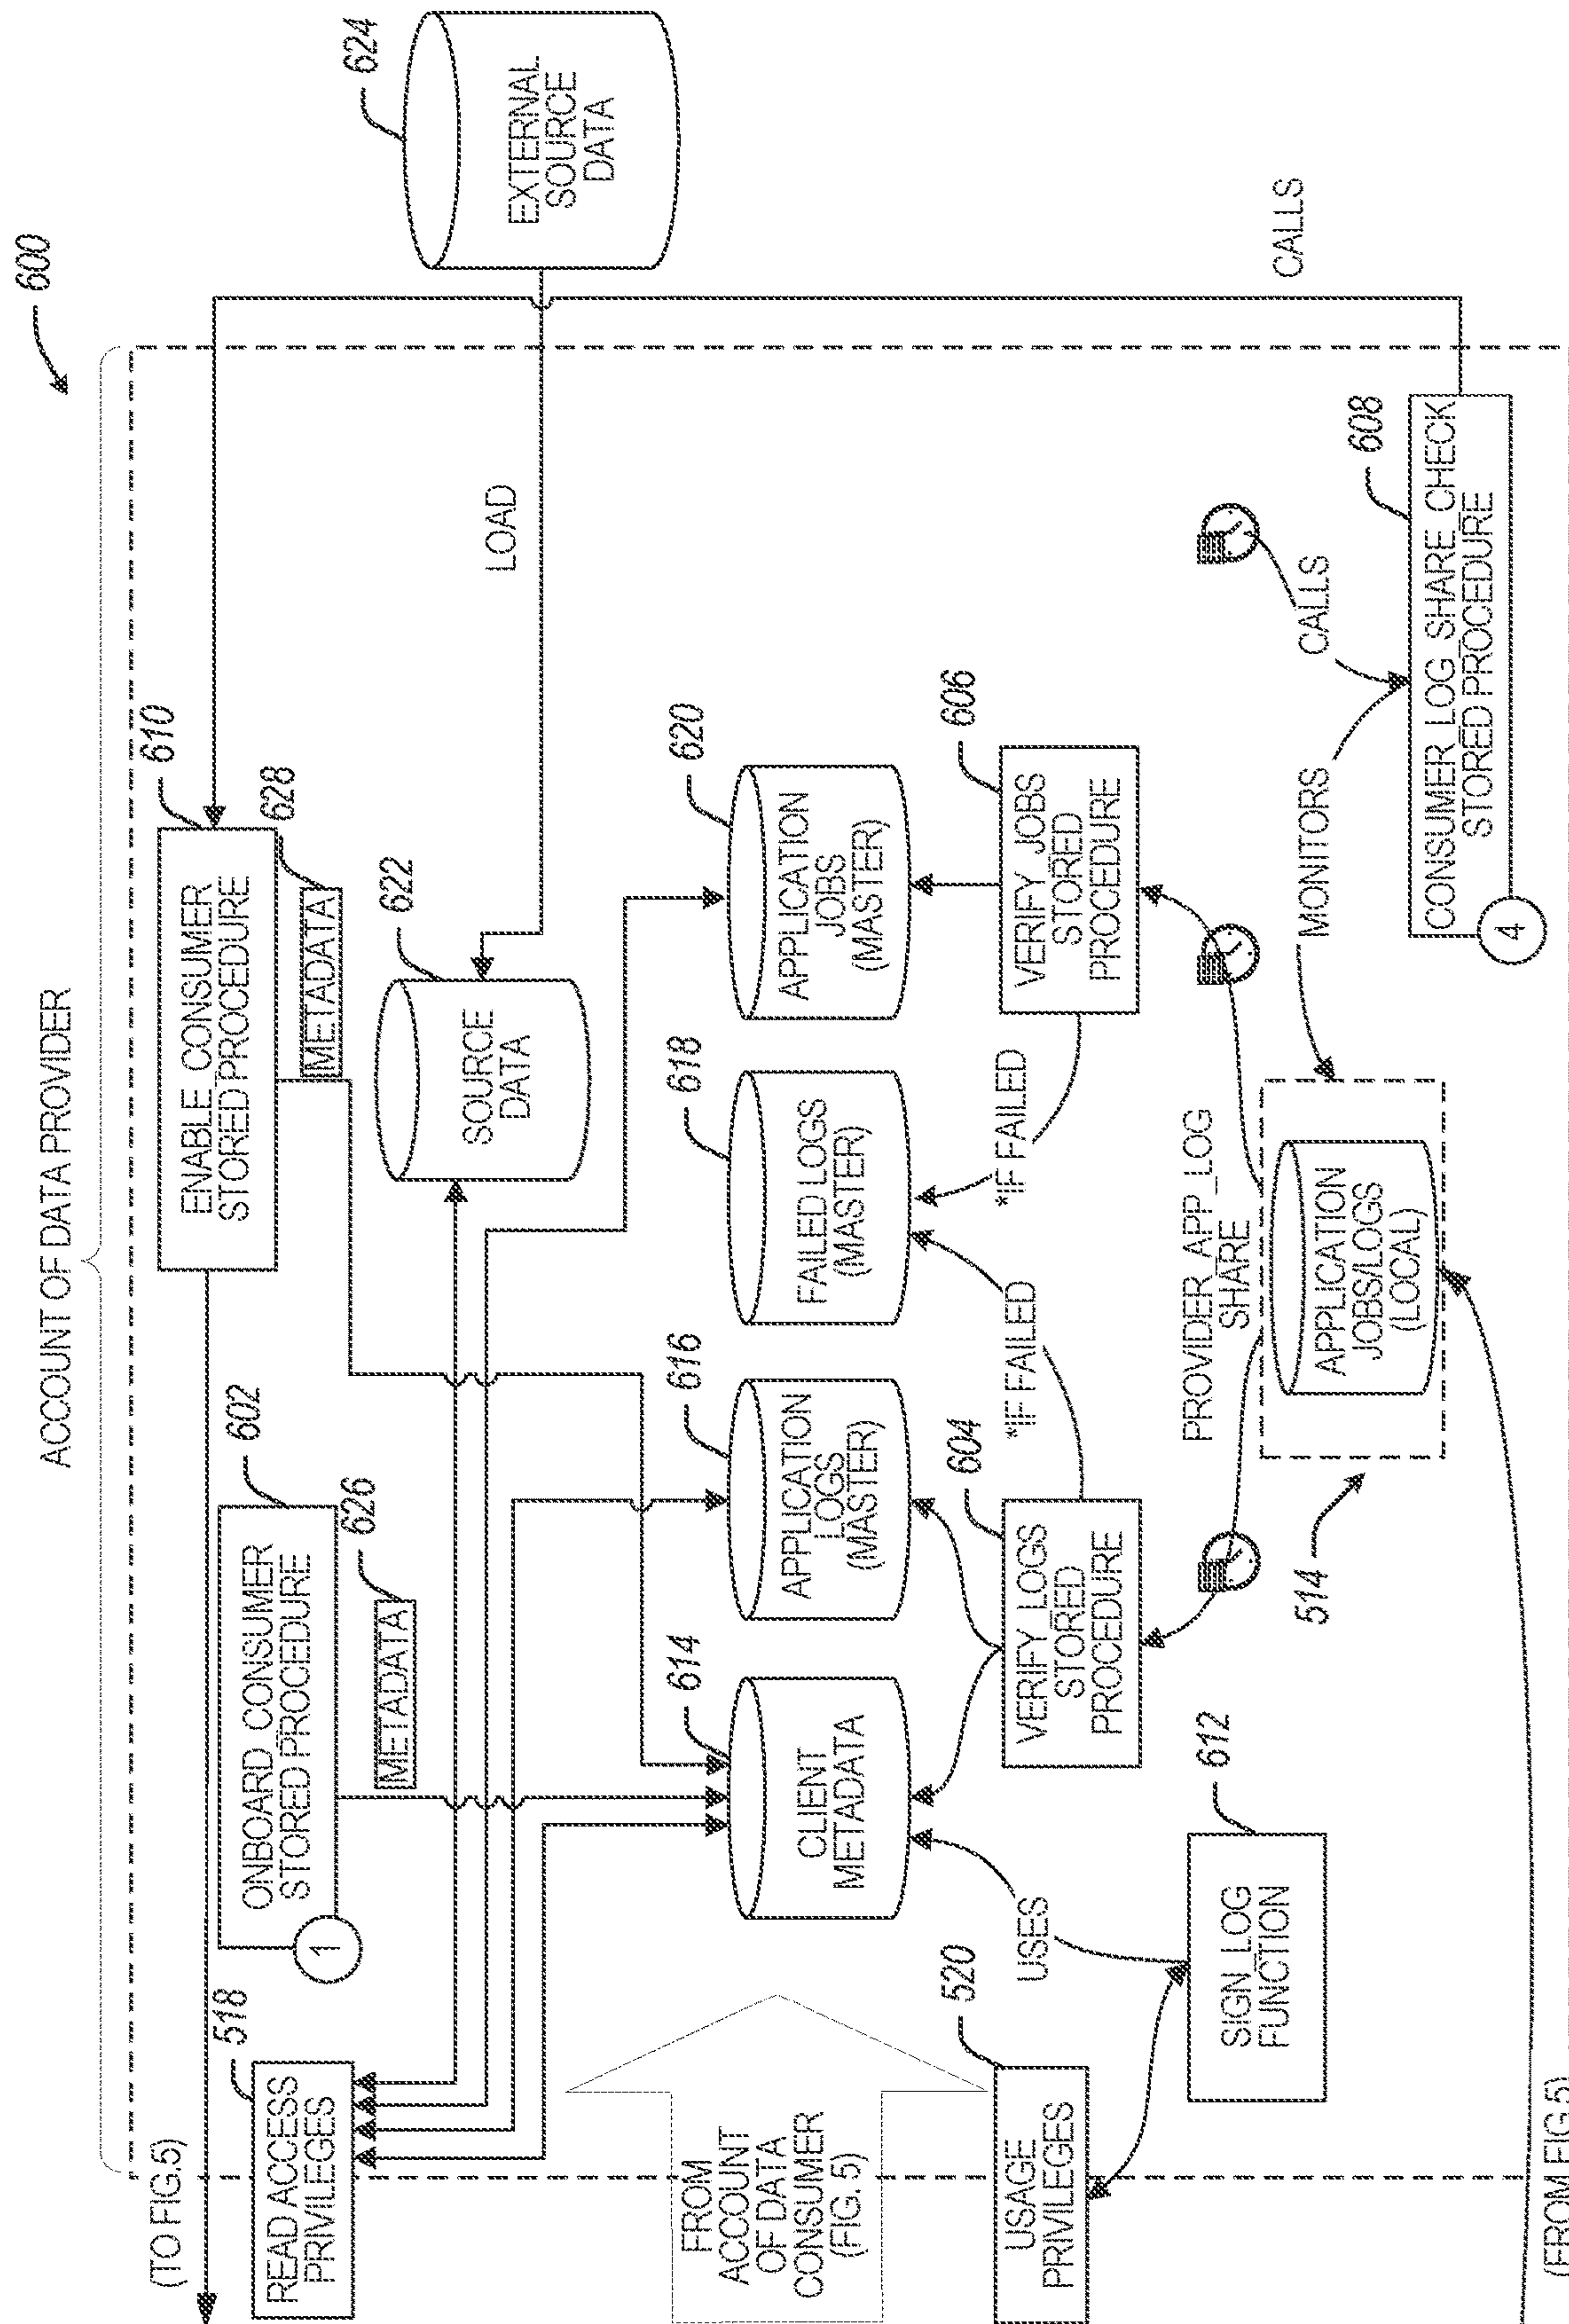 600
ACCOUNT OF DATA PROVIDER
(TO FIG.5)
518
READ ACCESS
PRIVILEGES
1
ONBOARD_CONSUMER
STORED PROCEDURE
602
METADATA
626
ENABLE_CONSUMER
STORED PROCEDURE
610
METADATA
628
SOURCE
DATA
622
LOAD
EXTERNAL
SOURCE
DATA
624
FROM
ACCOUNT
OF DATA
CONSUMER
(FIG. 5)
CLIENT
METADATA
614
APPLICATION
LOGS
(MASTER)
616
FAILED LOGS
(MASTER)
618
APPLICATION
JOBS
(MASTER)
620
USAGE
PRIVILEGES
520
USES
VERIFY_LOGS
STORED
PROCEDURE
604
*IF FAILED
*IF FAILED
VERIFY_JOBS
STORED
PROCEDURE
606
SIGN_LOG
FUNCTION
612
PROVIDER_APP_LOG
SHARE
APPLICATION
JOBS/LOGS
(LOCAL)
514
MONITORS
CALLS
CALLS
4
CONSUMER_LOG_SHARE_CHECK
STORED PROCEDURE
608
(FROM FIG.5)